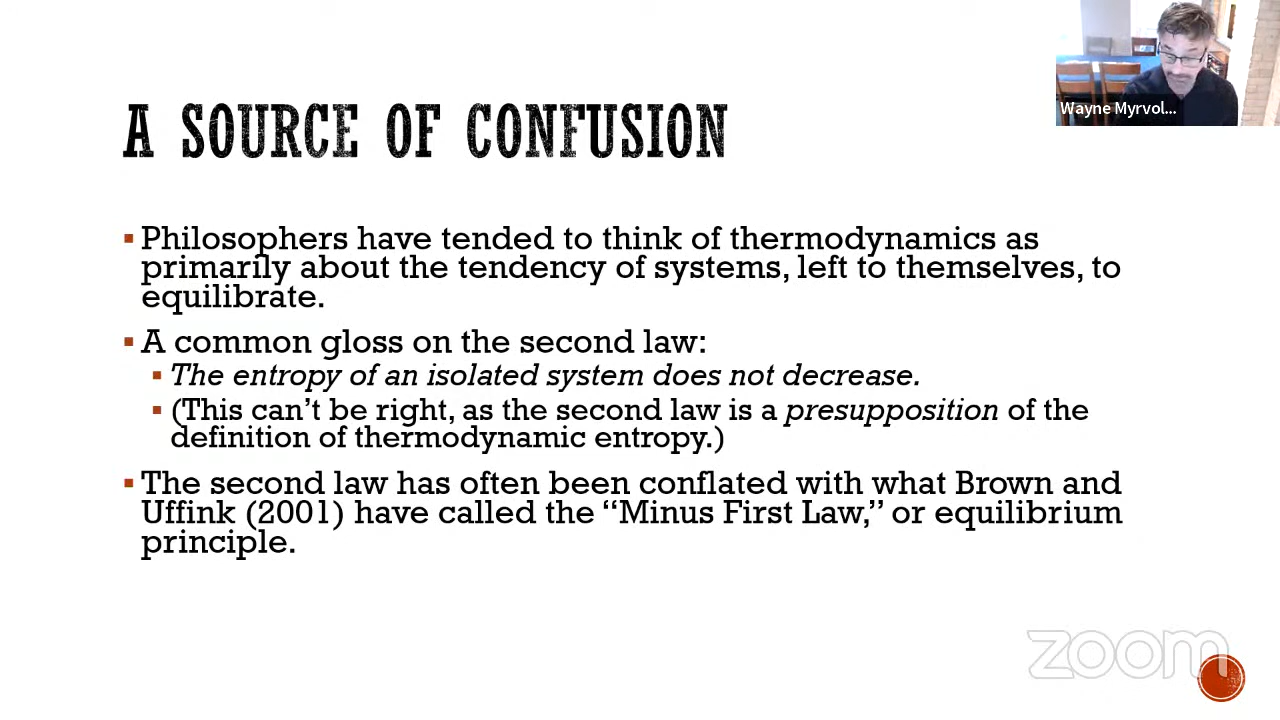 Wayne Myrvol...
A SOURCE OF CONFUSION
▪ Philosophers have tended to think of thermodynamics as
primarily about the tendency of systems, left to themselves, to
equilibrate.
▪ A common gloss on the second law:
▪ The entropy of an isolated system does not decrease.
▪ (This can’t be right, as the second law is a presupposition of the
definition of thermodynamic entropy.)
▪ The second law has often been conflated with what Brown and
Uffink (2001) have called the “Minus First Law,” or equilibrium
principle.
zoom